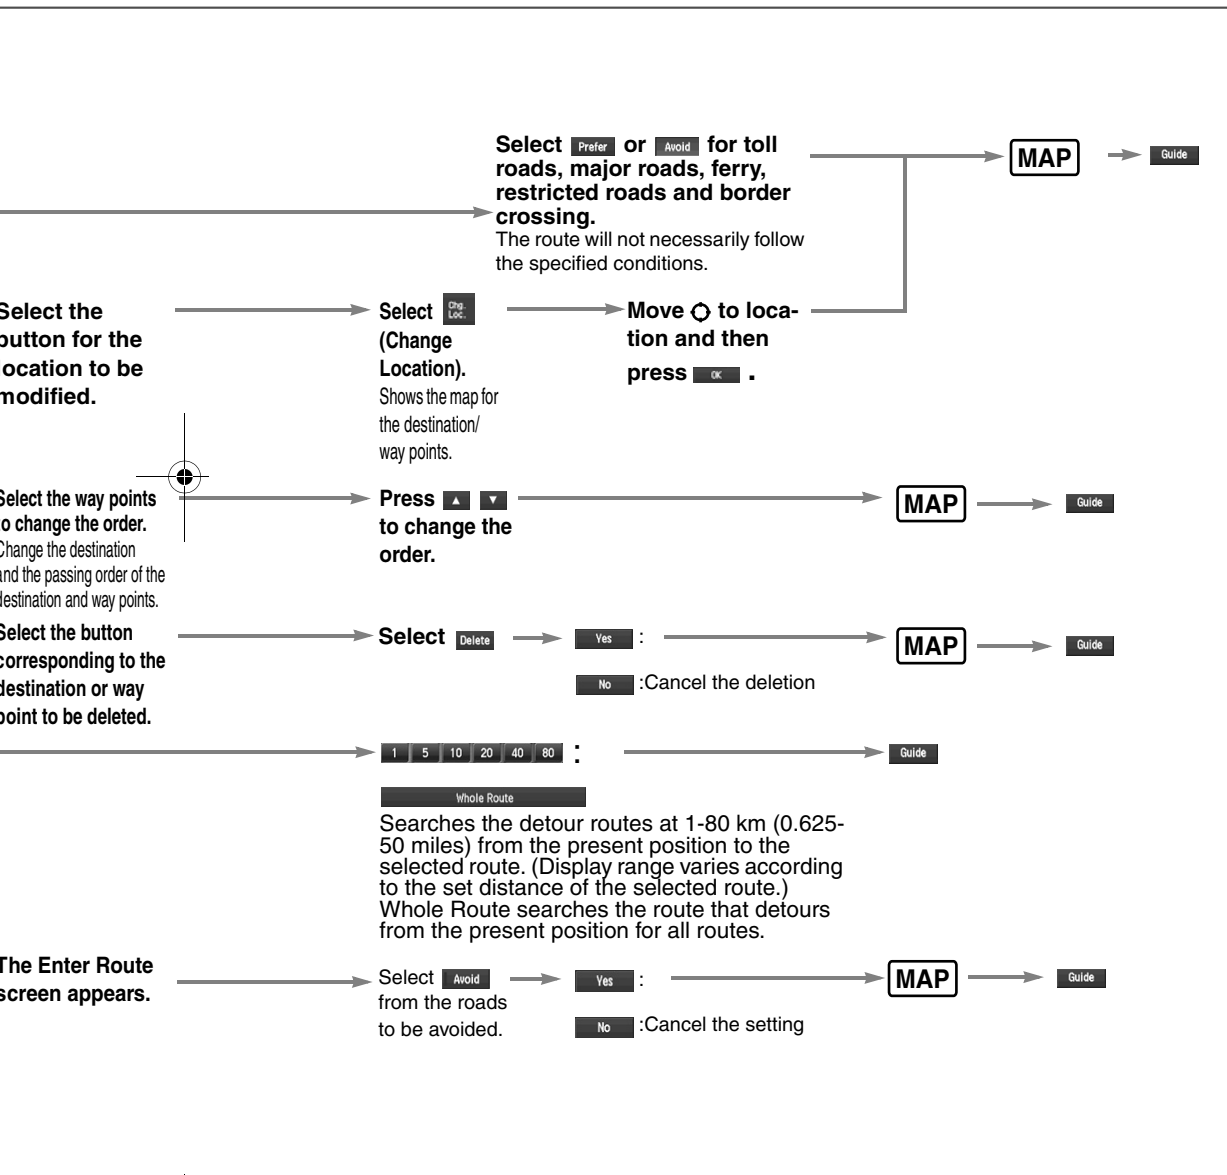 Select Prefer or Avoid for toll
roads, major roads, ferry,
restricted roads and border
crossing.
The route will not necessarily follow
the specified conditions.
MAP
Guide
Select the
button for the
location to be
modified.
Select Chg. Loc.
(Change
Location).
Shows the map for
the destination/
way points.
Move to loca-
tion and then
press OK .
Select the way points
to change the order.
Change the destination
and the passing order of the
destination and way points.
Press ▲ ▼
to change the
order.
MAP
Guide
Select the button
corresponding to the
destination or way
point to be deleted.
Select Delete
Yes :
No :Cancel the deletion
MAP
Guide
1 5 10 20 40 80 :
Guide
Whole Route
Searches the detour routes at 1-80 km (0.625-
50 miles) from the present position to the
selected route. (Display range varies according
to the set distance of the selected route.)
Whole Route searches the route that detours
from the present position for all routes.
The Enter Route
screen appears.
Select Avoid
from the roads
to be avoided.
Yes :
No :Cancel the setting
MAP
Guide